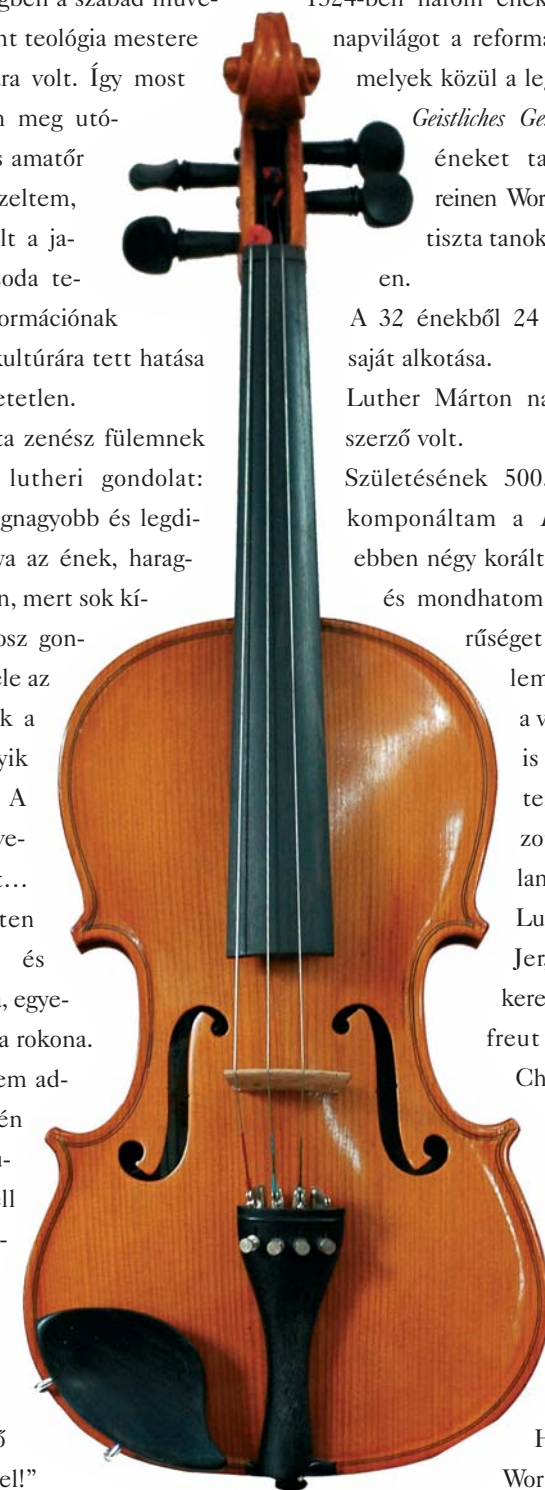 gben a szabad műve-
nt teológia mestere
ra volt. Így most
n meg utó-
s amatőr
zeltem,
lt a ja-
oda te-
ormációnak
kultúrára tett hatása
etetlen.
ta zenész fülemnek
lutheri gondolat:
gnagyobb és legdi-
va az ének, harag-
n, mert sok kí-
osz gon-
ele az
k a
yik
A
ve-
t…
ten
és
, egye-
a rokona.
em ad-
én
ell
-
ő
el!”
1524-ben három ének
napvilágot a reforma
melyek közül a leg
Geistliches Ge
éneket ta
reinen Wor
tiszta tanok
en.
A 32 énekből 24
saját alkotása.
Luther Márton na
szerző volt.
Születésének 500.
komponáltam a
ebben négy korált
és mondhatom
rűséget
lem
a v
is
te
zo
lan
Lu
Jer
kere
freut
Ch
H
Wor